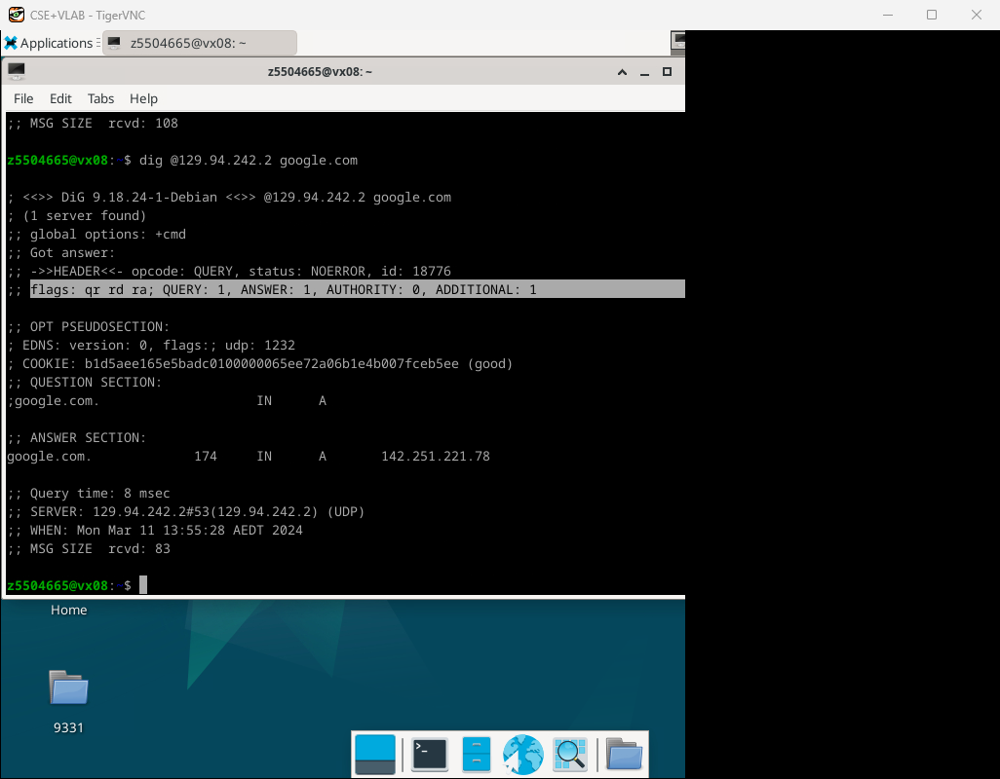 CSE+VLAB - TigerVNC
Applications z5504665@vx08: ~
z5504665@vx08: ~
File Edit Tabs Help
;; MSG SIZE  rcvd: 108
z5504665@vx08:~$ dig @129.94.242.2 google.com
; <<>> DiG 9.18.24-1-Debian <<>> @129.94.242.2 google.com
; (1 server found)
;; global options: +cmd
;; Got answer:
;; ->>HEADER<<- opcode: QUERY, status: NOERROR, id: 18776
;; flags: qr rd ra; QUERY: 1, ANSWER: 1, AUTHORITY: 0, ADDITIONAL: 1
;; OPT PSEUDOSECTION:
; EDNS: version: 0, flags:; udp: 1232
; COOKIE: b1d5aee165e5badc0100000065ee72a06b1e4b007fceb5ee (good)
;; QUESTION SECTION:
;google.com.                    IN      A
;; ANSWER SECTION:
google.com.             174     IN      A       142.251.221.78
;; Query time: 8 msec
;; SERVER: 129.94.242.2#53(129.94.242.2) (UDP)
;; WHEN: Mon Mar 11 13:55:28 AEDT 2024
;; MSG SIZE  rcvd: 83
z5504665@vx08:~$
Home
9331